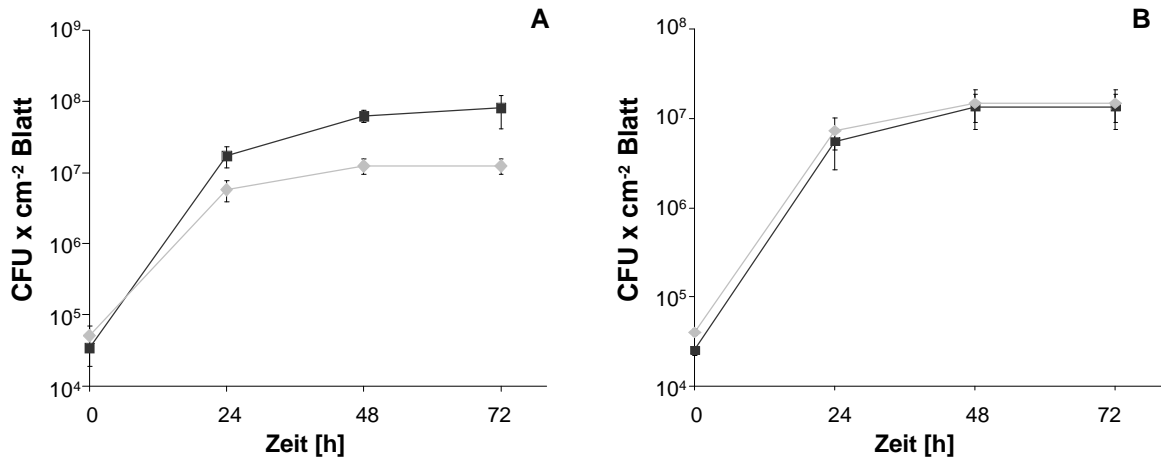 A
CFU x cm⁻² Blatt
10⁹
10⁸
10⁷
10⁶
10⁵
10⁴
0 24 48 72
Zeit [h]
B
CFU x cm⁻² Blatt
10⁸
10⁷
10⁶
10⁵
10⁴
0 24 48 72
Zeit [h]